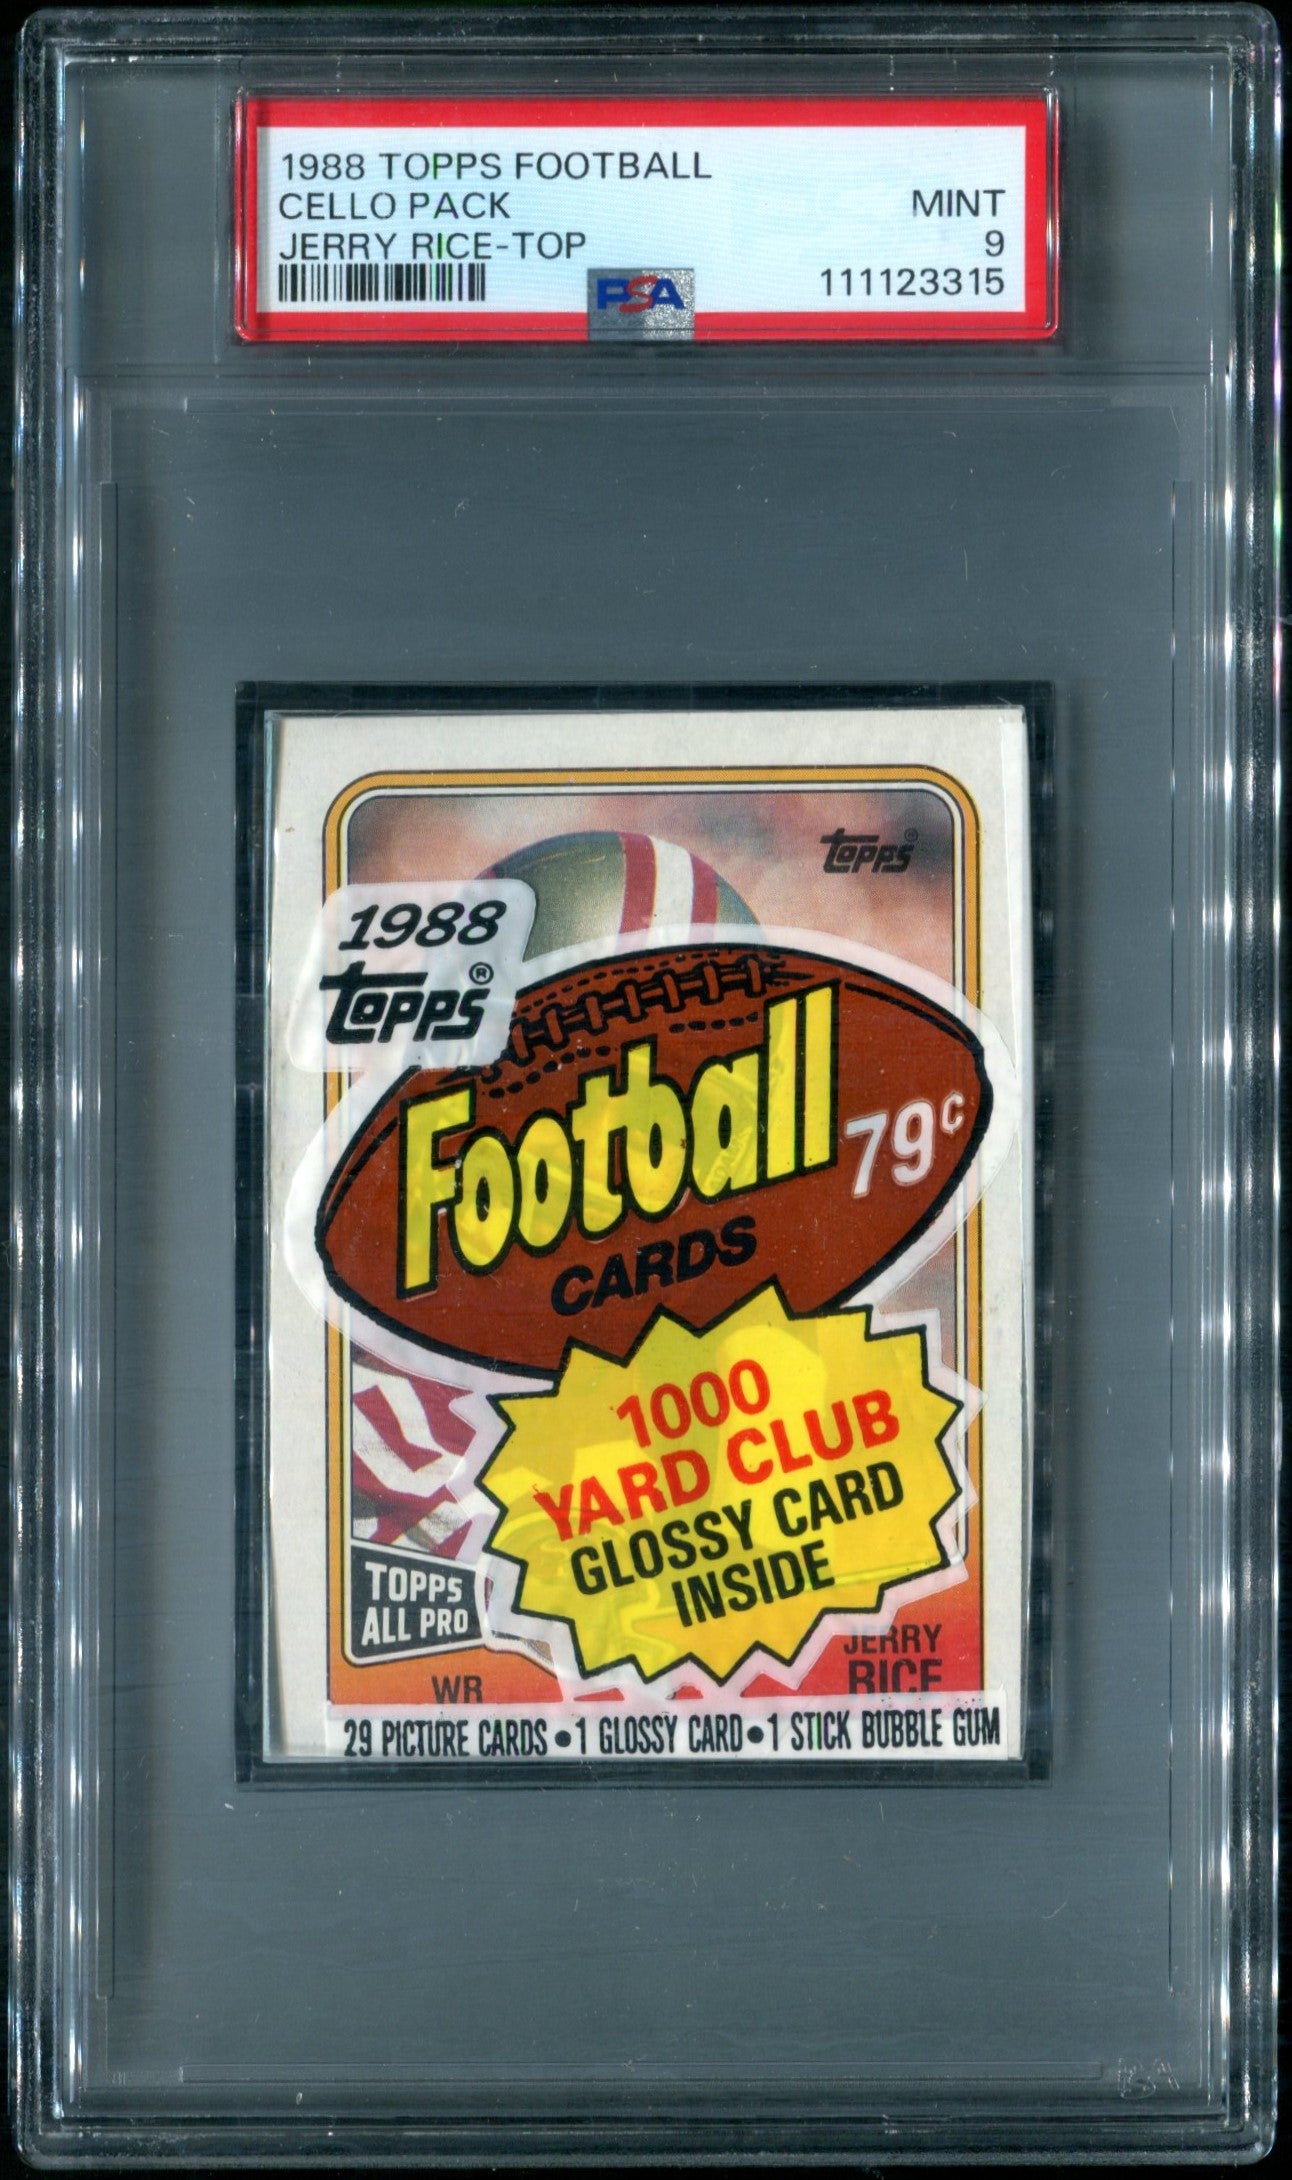 1988 TOPPS FOOTBALL
CELLO PACK MINT
JERRY RICE-TOP 9
111123315
PSA
Topps®
1988
Topps®
Football
79¢
CARDS
1000
YARD CLUB
GLOSSY CARD
INSIDE
TOPPS
ALL PRO
JERRY
WR RICE
29 PICTURE CARDS • 1 GLOSSY CARD • 1 STICK BUBBLE GUM